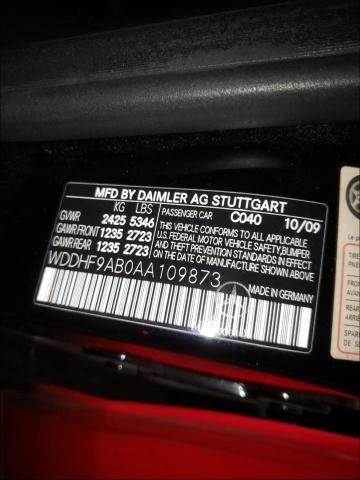 MFD BY DAIMLER AG STUTTGART
KG LBS PASSENGER CAR C040 10/09
GVWR 2425 5346
GAWR FRONT 1235 2723
GAWR REAR 1235 2723
THIS VEHICLE CONFORMS TO ALL APPLICABLE
U.S. FEDERAL MOTOR VEHICLE SAFETY, BUMPER
AND THEFT PREVENTION STANDARDS IN EFFECT
ON THE DATE OF MANUFACTURE SHOWN ABOVE
WDDHF9AB0AA109873
MADE IN GERMANY
TIRE
SPARE